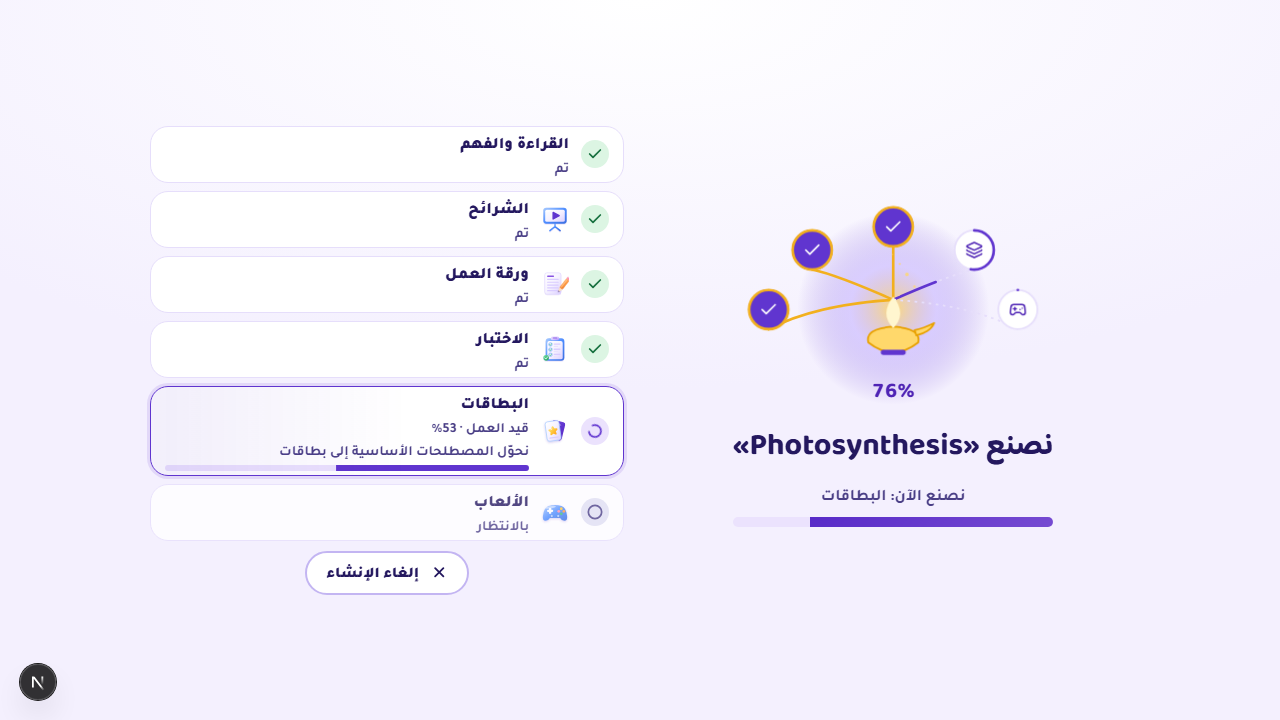 76%
نصنع «Photosynthesis»
نصنع الآن: البطاقات
القراءة والفهم
تم
الشرائح
تم
ورقة العمل
تم
الاختبار
تم
البطاقات
قيد العمل · 53%
نحوّل المصطلحات الأساسية إلى بطاقات
الألعاب
بالانتظار
إلغاء الإنشاء
N